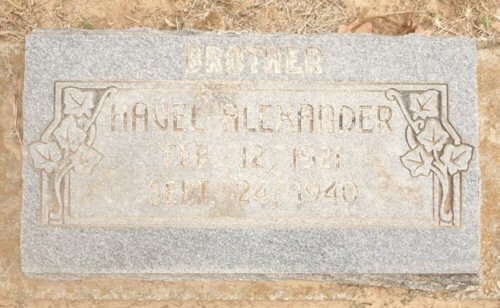 BROTHER
HAVEL ALEXANDER
FEB. 12, 1921
SEPT. 24, 1940